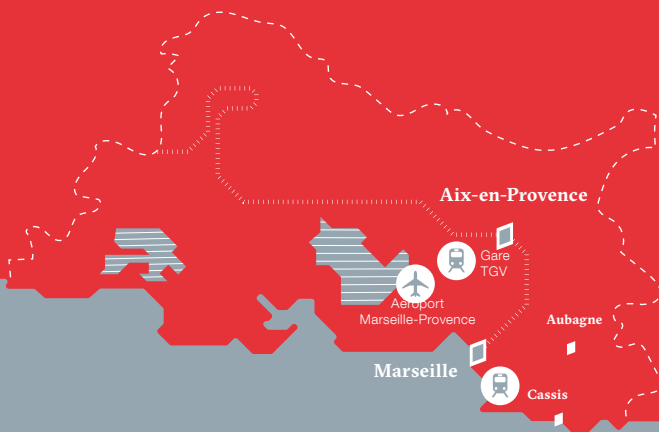 Aix-en-Provence
Gare
TGV
Aéroport
Marseille-Provence
Aubagne
Marseille
Cassis